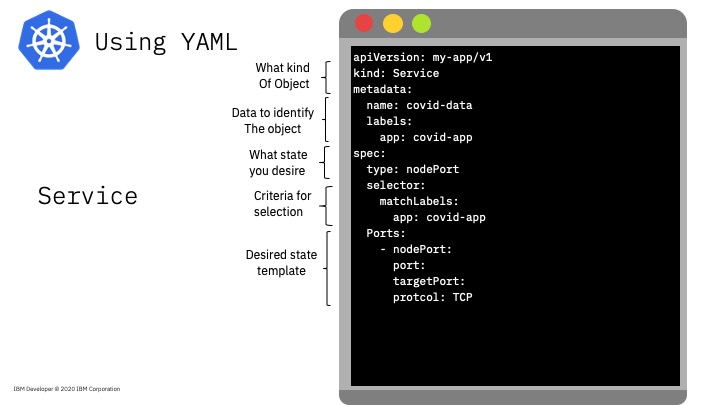 Using YAML
Service
What kind
Of Object
Data to identify
The object
What state
you desire
Criteria for
selection
Desired state
template
apiVersion: my-app/v1
kind: Service
metadata:
  name: covid-data
  labels:
    app: covid-app
spec:
  type: nodePort
  selector:
    matchLabels:
      app: covid-app
  Ports:
    - nodePort:
      port:
      targetPort:
      protcol: TCP
IBM Developer © 2020 IBM Corporation